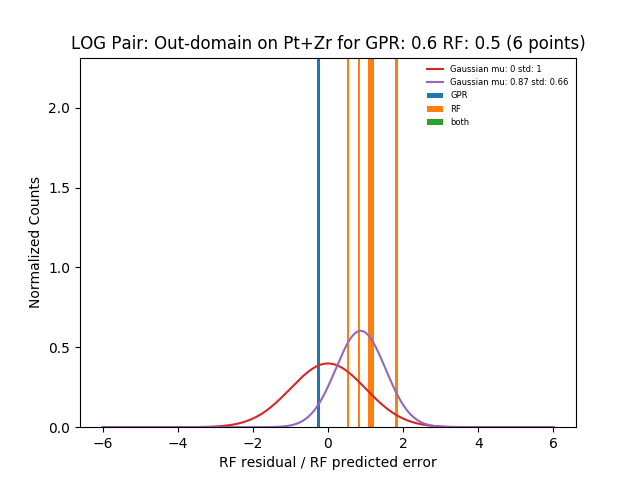 LOG Pair: Out-domain on Pt+Zr for GPR: 0.6 RF: 0.5 (6 points)
Gaussian mu: 0 std: 1
Gaussian mu: 0.87 std: 0.66
GPR
RF
both
Normalized Counts
2.0
1.5
1.0
0.5
0.0
−6 −4 −2 0 2 4 6
RF residual / RF predicted error